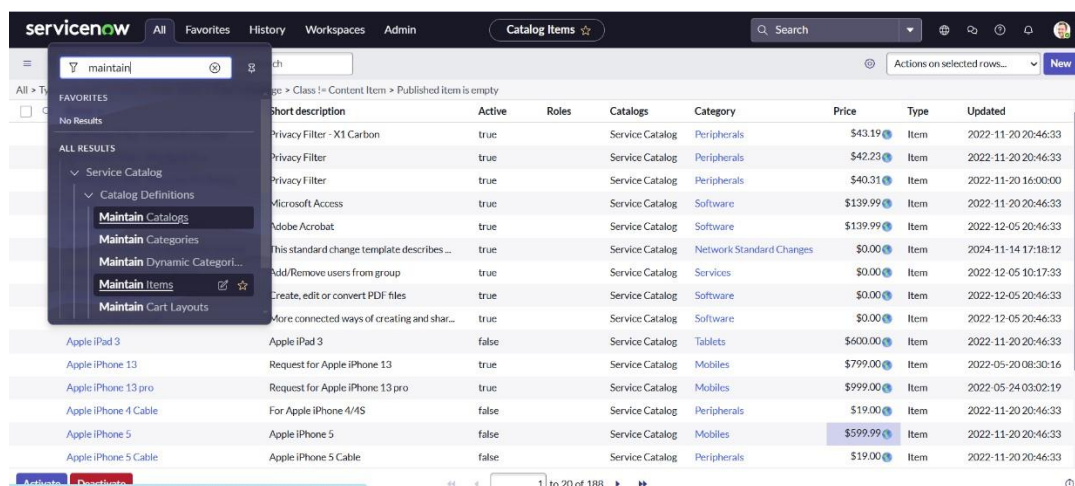 servicenow All Favorites History Workspaces Admin Catalog Items Search
maintain ch Actions on selected rows... New
All > Ty ge > Class != Content Item > Published item is empty
FAVORITES
No Results
ALL RESULTS
Service Catalog
Catalog Definitions
Maintain Catalogs
Maintain Categories
Maintain Dynamic Categori...
Maintain Items
Maintain Cart Layouts
Short description Active Roles Catalogs Category Price Type Updated
Privacy Filter - X1 Carbon true Service Catalog Peripherals $43.19 Item 2022-11-20 20:46:33
Privacy Filter true Service Catalog Peripherals $42.23 Item 2022-11-20 20:46:33
Privacy Filter true Service Catalog Peripherals $40.31 Item 2022-11-20 16:00:00
Microsoft Access true Service Catalog Software $139.99 Item 2022-11-20 20:46:33
Adobe Acrobat true Service Catalog Software $139.99 Item 2022-12-05 20:46:33
This standard change template describes ... true Service Catalog Network Standard Changes $0.00 Item 2024-11-14 17:18:12
Add/Remove users from group true Service Catalog Services $0.00 Item 2022-12-05 10:17:33
Create, edit or convert PDF files true Service Catalog Software $0.00 Item 2022-12-05 20:46:33
More connected ways of creating and shar... true Service Catalog Software $0.00 Item 2022-12-05 20:46:33
Apple iPad 3 Apple iPad 3 false Service Catalog Tablets $600.00 Item 2022-11-20 20:46:33
Apple iPhone 13 Request for Apple iPhone 13 true Service Catalog Mobiles $799.00 Item 2022-05-20 08:30:16
Apple iPhone 13 pro Request for Apple iPhone 13 pro true Service Catalog Mobiles $999.00 Item 2022-05-24 03:02:19
Apple iPhone 4 Cable For Apple iPhone 4/4S false Service Catalog Peripherals $19.00 Item 2022-11-20 20:46:33
Apple iPhone 5 Apple iPhone 5 false Service Catalog Mobiles $599.99 Item 2022-11-20 20:46:33
Apple iPhone 5 Cable Apple iPhone 5 Cable false Service Catalog Peripherals $19.00 Item 2022-11-20 20:46:33
Activate Deactivate 1 to 20 of 188